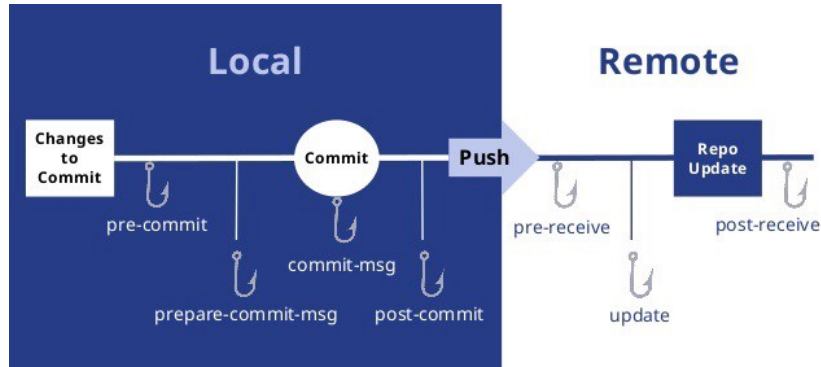 Local
Remote
Changes
to
Commit
Commit
Push
Repo
Update
pre-commit
commit-msg
pre-receive
post-receive
prepare-commit-msg
post-commit
update